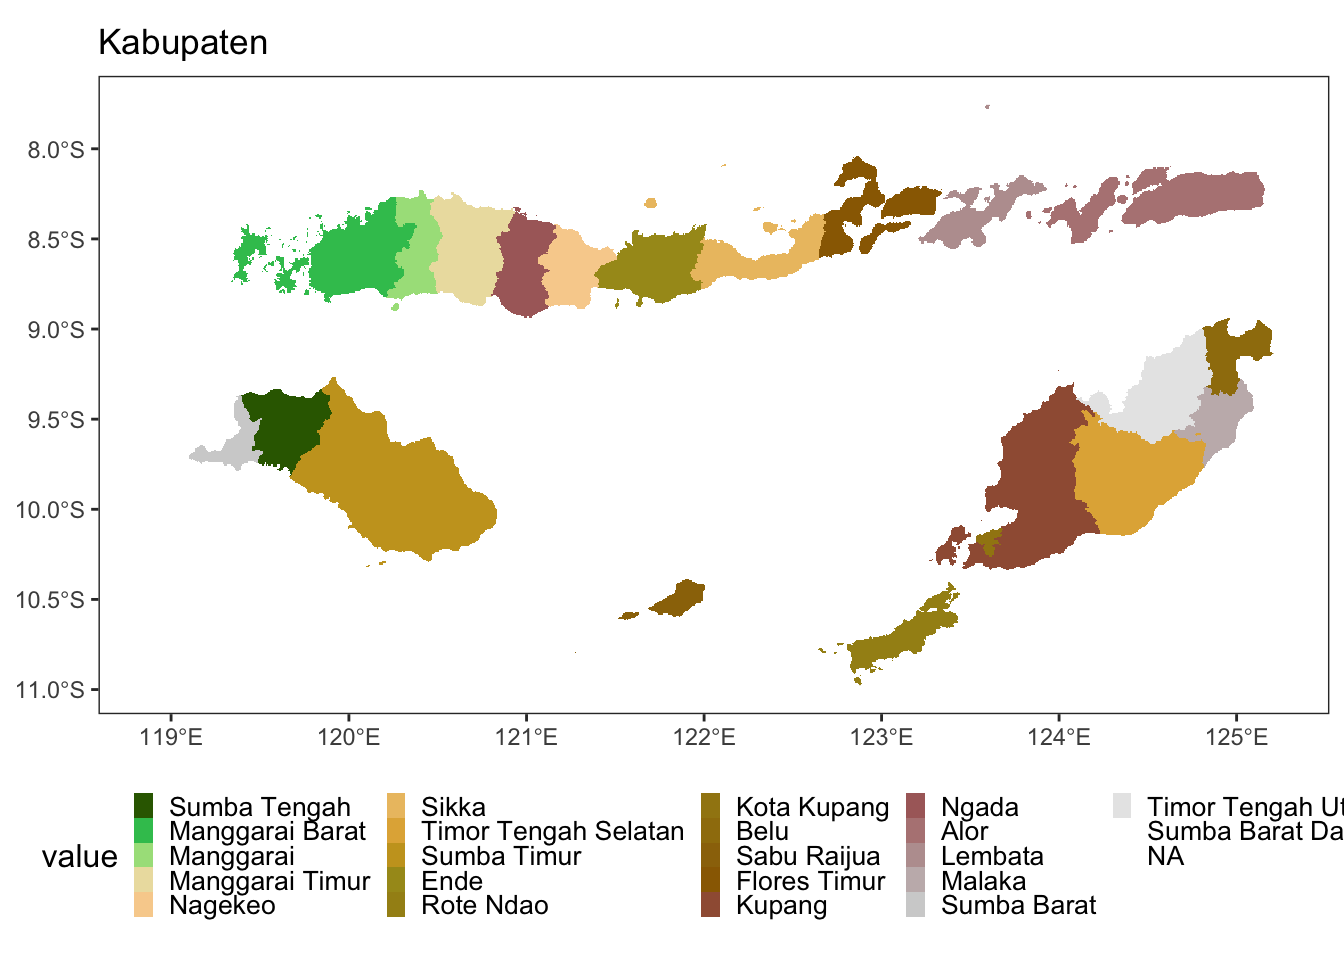 Kabupaten
8.0°S
8.5°S
9.0°S
9.5°S
10.0°S
10.5°S
11.0°S
119°E 120°E 121°E 122°E 123°E 124°E 125°E
value
Sumba Tengah
Manggarai Barat
Manggarai
Manggarai Timur
Nagekeo
Sikka
Timor Tengah Selatan
Sumba Timur
Ende
Rote Ndao
Kota Kupang
Belu
Sabu Raijua
Flores Timur
Kupang
Ngada
Alor
Lembata
Malaka
Sumba Barat
Timor Tengah Ut
Sumba Barat Da
NA